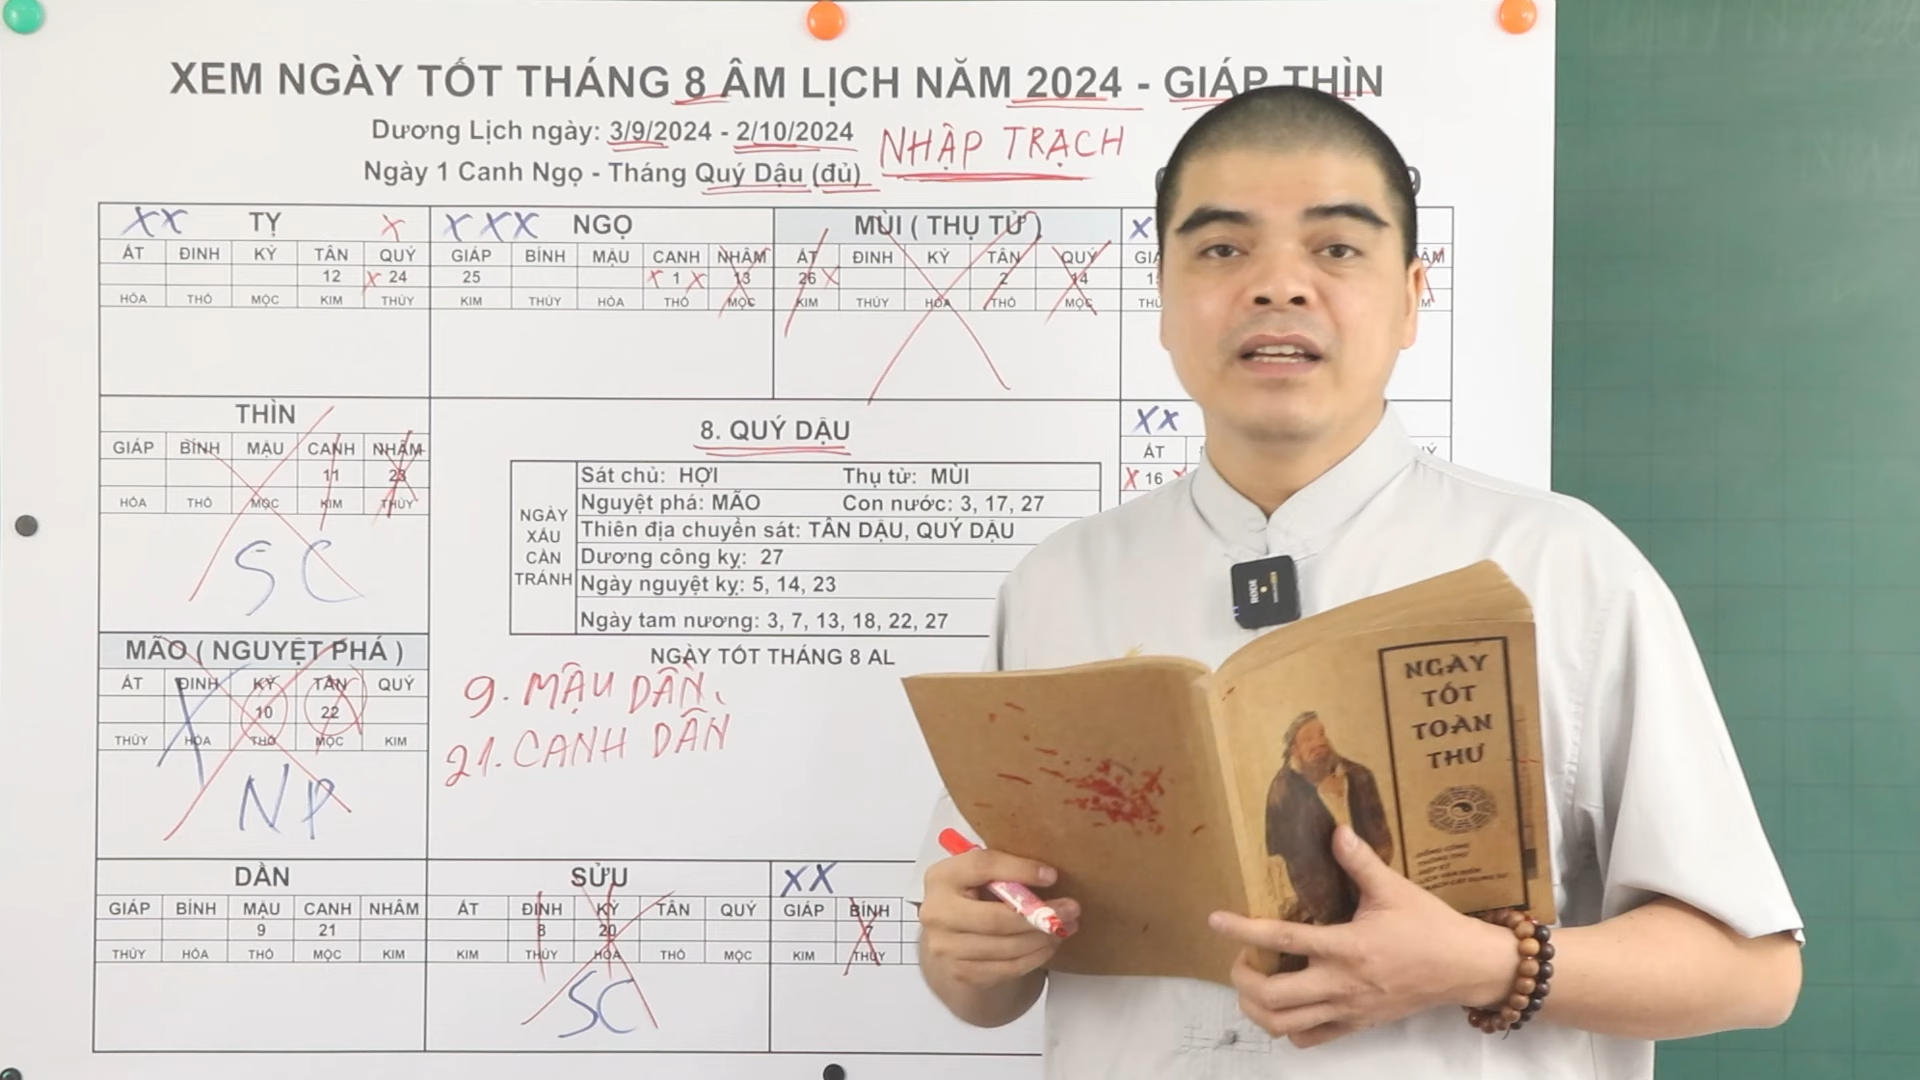 XEM NGÀY TỐT THÁNG 8 ÂM LỊCH NĂM 2024 - GIÁP THÌN
Dương Lịch ngày: 3/9/2024 - 2/10/2024
NHẬP TRẠCH
Ngày 1 Canh Ngọ - Tháng Quý Dậu (đủ)
9
XX TỴ X
ẤT ĐINH KỶ TÂN QUÝ
12 X 24
HỎA THỔ MỘC KIM THỦY
XXX NGỌ
GIÁP BÍNH MẬU CANH NHÂM
25 X 1 X 13
KIM THỦY HỎA THỔ MỘC
MÙI ( THỤ TỬ )
ẤT ĐINH KỶ TÂN QUÝ
26 X 2 14
KIM THỦY HỎA THỔ MỘC
X
THÌN
GIÁP BÍNH MẬU CANH NHÂM
11 23
HỎA THỔ MỘC KIM THỦY
SC
8. QUÝ DẬU
NGÀY XẤU CẦN TRÁNH
Sát chủ: HỢI Thụ tử: MÙI
Nguyệt phá: MÃO Con nước: 3, 17, 27
Thiên địa chuyển sát: TÂN DẬU, QUÝ DẬU
Dương công kỵ: 27
Ngày nguyệt kỵ: 5, 14, 23
Ngày tam nương: 3, 7, 13, 18, 22, 27
XX
ẤT
X 16
MÃO ( NGUYỆT PHÁ )
ẤT ĐINH KỶ TÂN QUÝ
10 22
THỦY HỎA THỔ MỘC KIM
NP
NGÀY TỐT THÁNG 8 AL
9. MẬU DẦN
21. CANH DẦN
DẦN
GIÁP BÍNH MẬU CANH NHÂM
9 21
THỦY HỎA THỔ MỘC KIM
SỬU
ẤT ĐINH KỶ TÂN QUÝ
8 20
KIM THỦY HỎA THỔ MỘC
SC
XX
GIÁP BÍNH
7
KIM THỦY
RODE
NGÀY
TỐT
TOÀN
THƯ